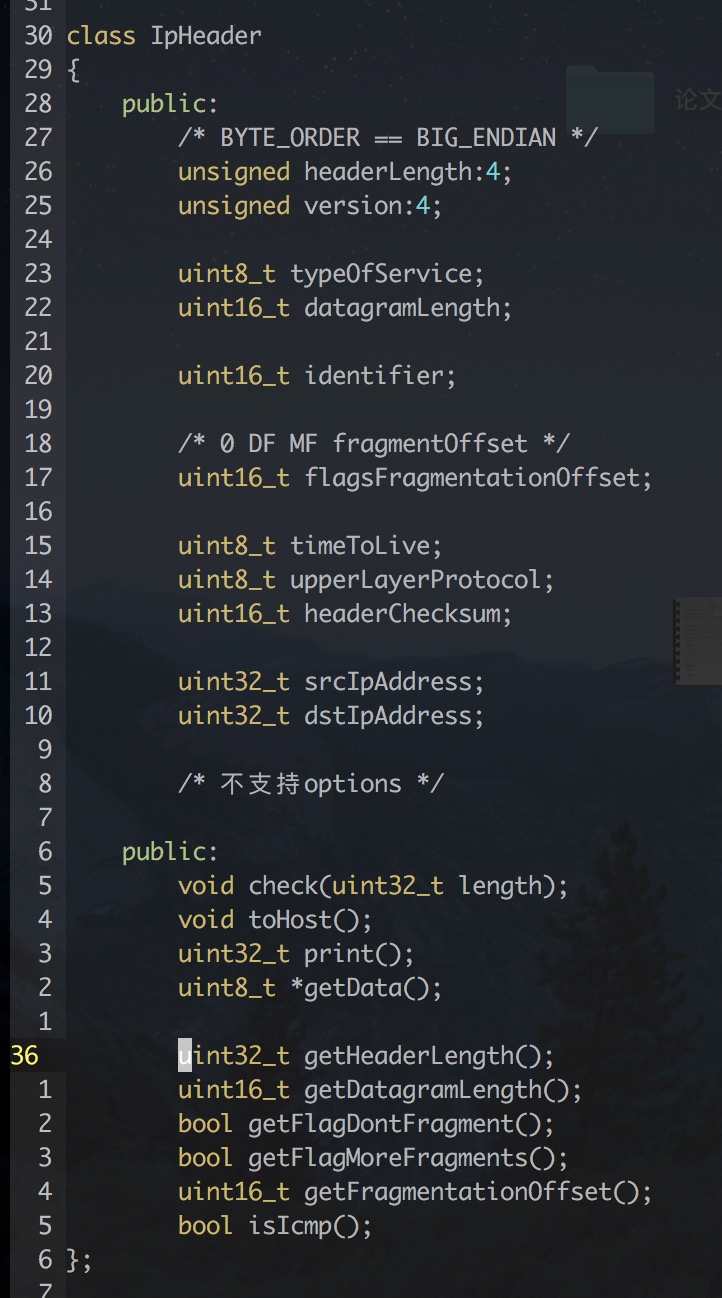 31
30 class IpHeader
29 {
28     public:
27         /* BYTE_ORDER == BIG_ENDIAN */
26         unsigned headerLength:4;
25         unsigned version:4;
24
23         uint8_t typeOfService;
22         uint16_t datagramLength;
21
20         uint16_t identifier;
19
18         /* 0 DF MF fragmentOffset */
17         uint16_t flagsFragmentationOffset;
16
15         uint8_t timeToLive;
14         uint8_t upperLayerProtocol;
13         uint16_t headerChecksum;
12
11         uint32_t srcIpAddress;
10         uint32_t dstIpAddress;
9
8         /* 不支持options */
7
6     public:
5         void check(uint32_t length);
4         void toHost();
3         uint32_t print();
2         uint8_t *getData();
1
36         uint32_t getHeaderLength();
1         uint16_t getDatagramLength();
2         bool getFlagDontFragment();
3         bool getFlagMoreFragments();
4         uint16_t getFragmentationOffset();
5         bool isIcmp();
6 };
7
论文